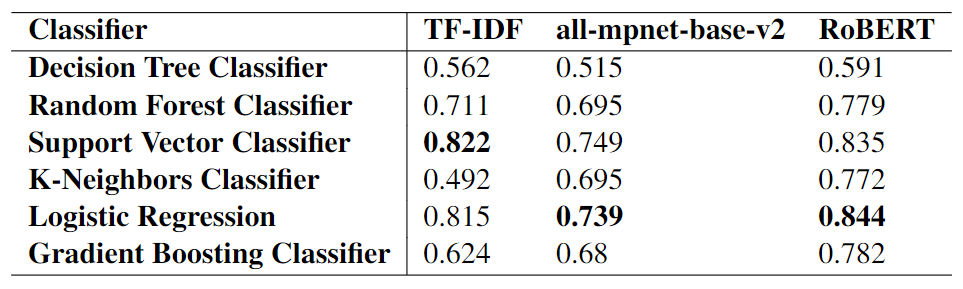 Classifier TF-IDF all-mpnet-base-v2 RoBERT
Decision Tree Classifier 0.562 0.515 0.591
Random Forest Classifier 0.711 0.695 0.779
Support Vector Classifier 0.822 0.749 0.835
K-Neighbors Classifier 0.492 0.695 0.772
Logistic Regression 0.815 0.739 0.844
Gradient Boosting Classifier 0.624 0.68 0.782